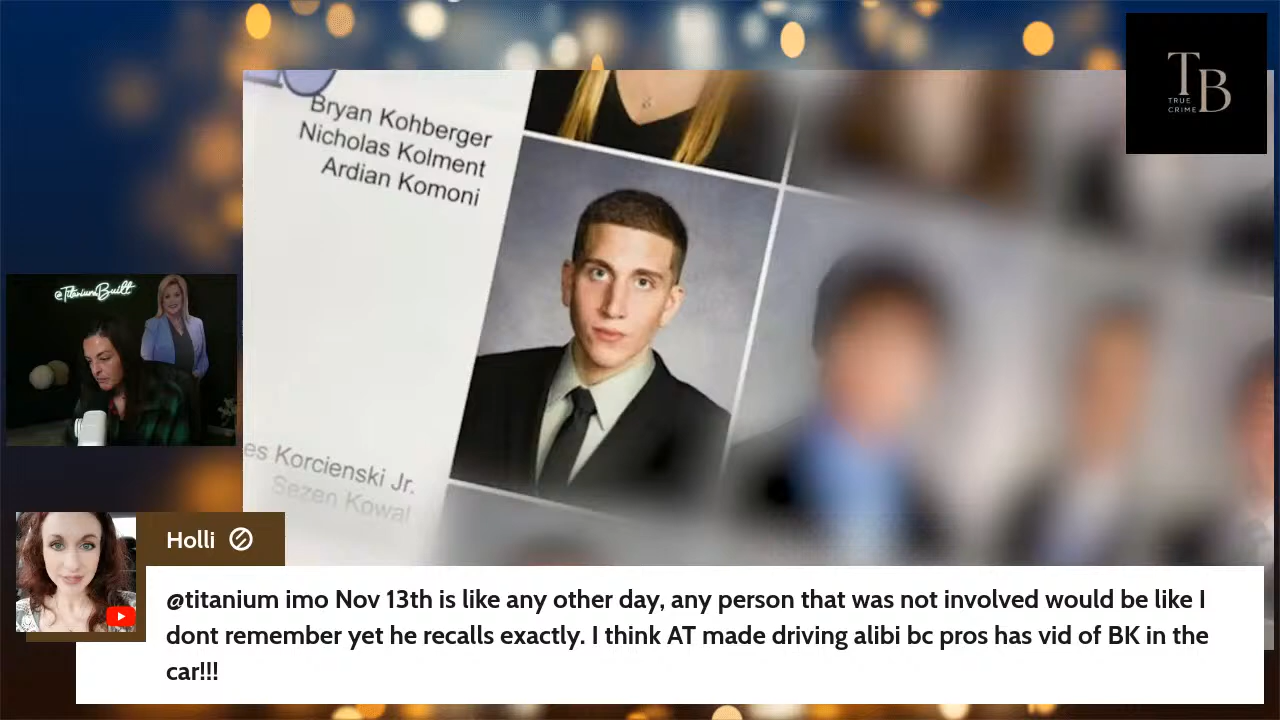 TB
TRUE
CRIME
Bryan Kohberger
Nicholas Kolment
Ardian Komoni
es Korcienski Jr.
Sezen Kowal
@TitaniumBuilt
Holli
@titanium imo Nov 13th is like any other day, any person that was not involved would be like I
dont remember yet he recalls exactly. I think AT made driving alibi bc pros has vid of BK in the
car!!!